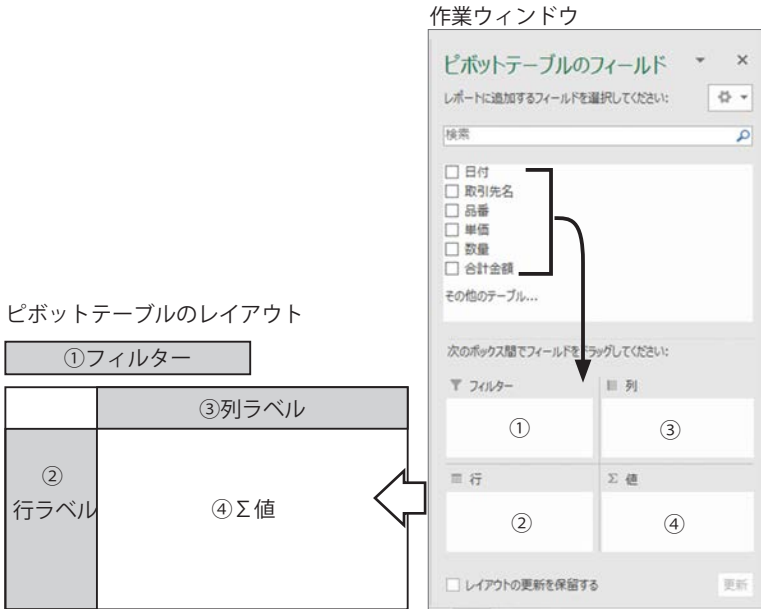 作業ウィンドウ
ピボットテーブルのフィールド
レポートに追加するフィールドを選択してください:
検索
日付
取引先名
品番
単価
数量
合計金額
その他のテーブル...
次のボックス間でフィールドをドラッグしてください:
フィルター
列
①
③
行
Σ 値
②
④
レイアウトの更新を保留する
更新
ピボットテーブルのレイアウト
①フィルター
③列ラベル
②
行ラベル
④Σ値